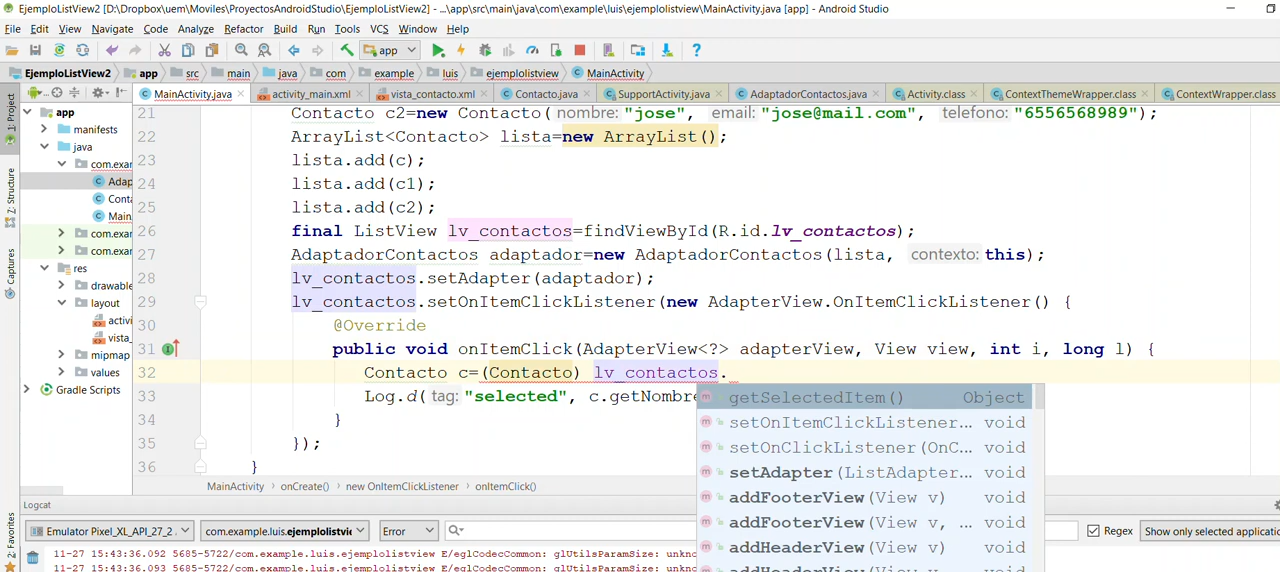 EjemploListView2 [D:\Dropbox\uem\Moviles\ProyectosAndroidStudio\EjemploListView2] - ...\app\src\main\java\com\example\luis\ejemplolistview\MainActivity.java [app] - Android Studio
File Edit View Navigate Code Analyze Refactor Build Run Tools VCS Window Help
app
EjemploListView2 app src main java com example luis ejemplolistview MainActivity
MainActivity.java activity_main.xml vista_contacto.xml Contacto.java SupportActivity.java AdaptadorContactos.java Activity.class ContextThemeWrapper.class ContextWrapper.class
1: Project
7: Structure
Captures
2: Favorites
app
manifests
java
com.exar
Adap
Conta
Main
com.exar
com.exar
res
drawable
layout
activi
vista_
mipmap
values
Gradle Scripts
21 Contacto c2=new Contacto( nombre: "jose", email: "jose@mail.com", telefono: "6556568989");
22 ArrayList<Contacto> lista=new ArrayList();
23 lista.add(c);
24 lista.add(c1);
25 lista.add(c2);
26 final ListView lv_contactos=findViewById(R.id.lv_contactos);
27 AdaptadorContactos adaptador=new AdaptadorContactos(lista, contexto: this);
28 lv_contactos.setAdapter(adaptador);
29 lv_contactos.setOnItemClickListener(new AdapterView.OnItemClickListener() {
30 @Override
31 public void onItemClick(AdapterView<?> adapterView, View view, int i, long l) {
32 Contacto c=(Contacto) lv_contactos.
33 Log.d( tag: "selected", c.getNombre
34 }
35 });
36 }
getSelectedItem() Object
setOnItemClickListener... void
setOnClickListener(OnC... void
setAdapter(ListAdapter... void
addFooterView(View v) void
addFooterView(View v, ... void
addHeaderView(View v) void
MainActivity › onCreate() › new OnItemClickListener › onItemClick()
Logcat
Emulator Pixel_XL_API_27_2 com.example.luis.ejemplolistvie Error Regex Show only selected applicatio
11-27 15:43:36.092 5685-5722/com.example.luis.ejemplolistview E/eglCodecCommon: glUtilsParamSize: unknow
11-27 15:43:36.093 5685-5722/com.example.luis.ejemplolistview E/eglCodecCommon: glUtilsParamSize: unknow